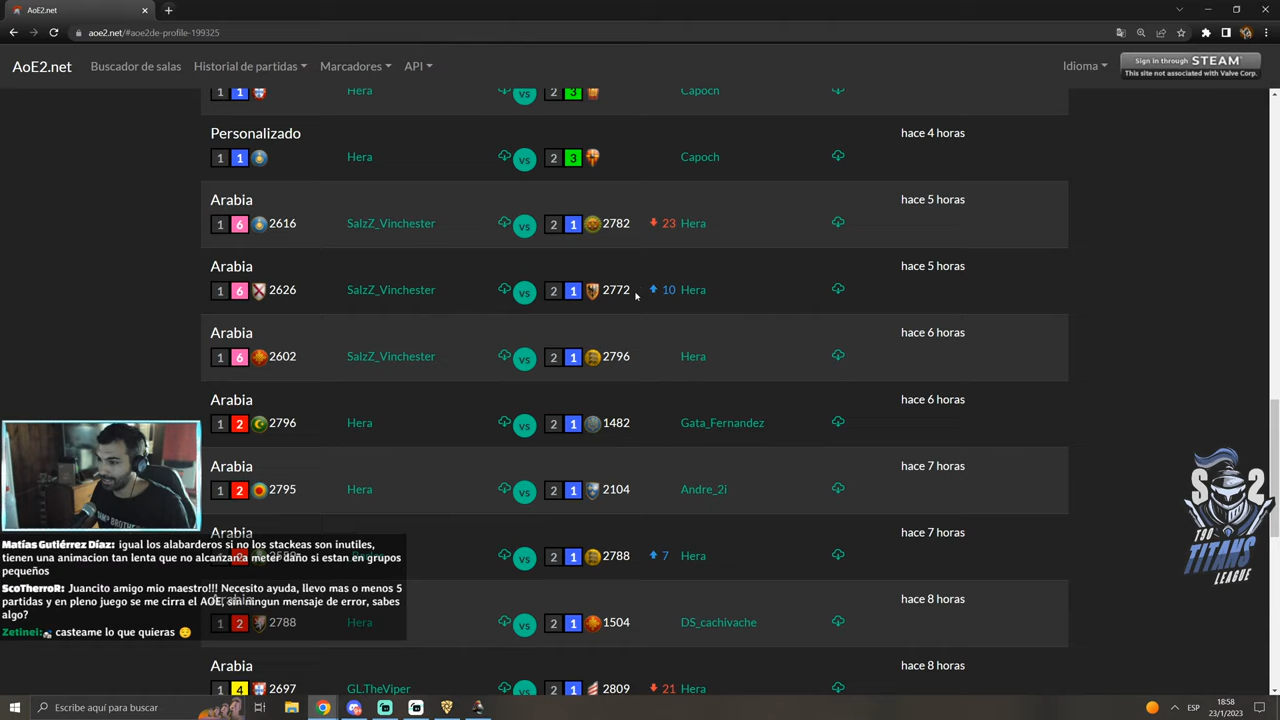 AoE2.net
aoe2.net/#aoe2de-profile-199325
AoE2.net Buscador de salas Historial de partidas Marcadores API Idioma Sign in through STEAM
This site not associated with Valve Corp.
1 1 Hera vs 2 3 Capoch
Personalizado hace 4 horas
1 1 Hera vs 2 3 Capoch
Arabia hace 5 horas
1 6 2616 SalzZ_Vinchester vs 2 1 2782 23 Hera
Arabia hace 5 horas
1 6 2626 SalzZ_Vinchester vs 2 1 2772 10 Hera
Arabia hace 6 horas
1 6 2602 SalzZ_Vinchester vs 2 1 2796 Hera
Arabia hace 6 horas
1 2 2796 Hera vs 2 1 1482 Gata_Fernandez
Arabia hace 7 horas
1 2 2795 Hera vs 2 1 2104 Andre_2i
Arabia hace 7 horas
vs 2 1 2788 7 Hera
hace 8 horas
1 2 2788 Hera vs 2 1 1504 DS_cachivache
Arabia hace 8 horas
1 4 2697 GL.TheViper vs 2 1 2809 21 Hera
Matías Gutiérrez Díaz: igual los alabarderos si no los stackeas son inutiles,
tienen una animacion tan lenta que no alcanzan a meter daño si estan en grupos
pequeños
ScoTherroR: Juancito amigo mio maestro!!! Necesito ayuda, llevo mas o menos 5
partidas y en pleno juego se me cirra el AOE, sin ningun mensaje de error, sabes
algo?
Zetinei: casteame lo que quieras
S 2
T90
TITANS
LEAGUE
Escribe aquí para buscar
ESP 18:58
23/1/2023